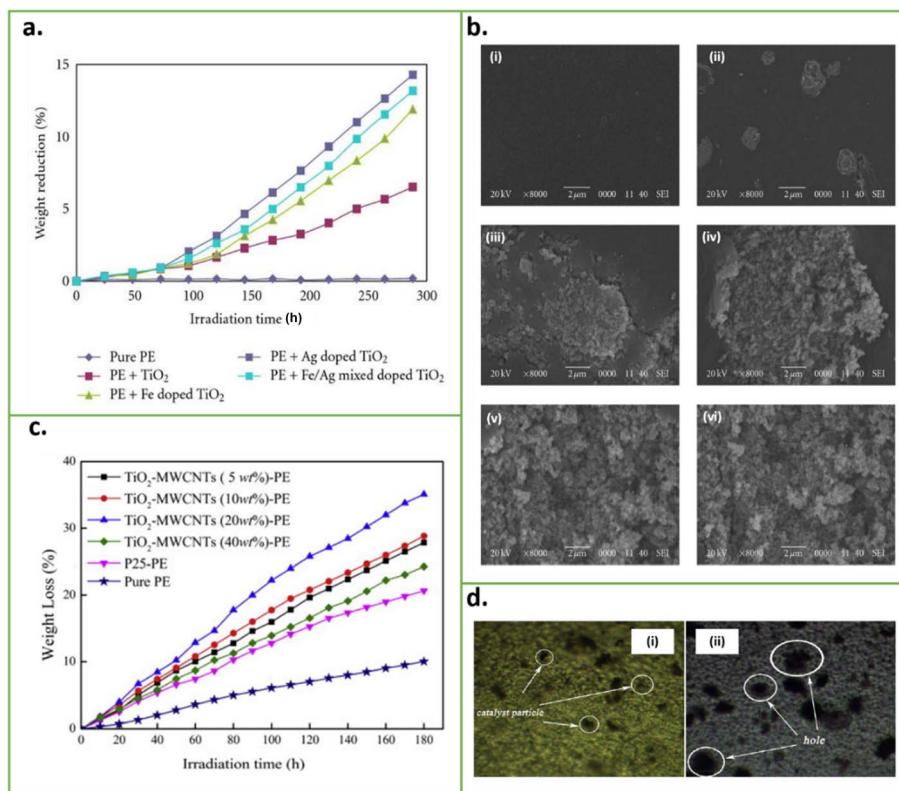 a.
15
10
5
0
Weight reduction (%)
0 50 100 150 200 250 300
Irradiation time (h)
Pure PE
PE + TiO₂
PE + Fe doped TiO₂
PE + Ag doped TiO₂
PE + Fe/Ag mixed doped TiO₂
b.
(i)
20 kV ×8000 2 μm 0000 11 40 SEI
(ii)
20 kV ×8000 2 μm 0000 11 40 SEI
(iii)
20 kV ×8000 2 μm 0000 11 40 SEI
(iv)
20 kV ×8000 2 μm 0000 11 40 SEI
(v)
20 kV ×8000 2 μm 0000 11 40 SEI
(vi)
20 kV ×8000 2 μm 0000 11 40 SEI
c.
40
30
20
10
0
Weight Loss (%)
TiO₂-MWCNTs ( 5 wt%)-PE
TiO₂-MWCNTs (10wt%)-PE
TiO₂-MWCNTs (20wt%)-PE
TiO₂-MWCNTs (40wt%)-PE
P25-PE
Pure PE
0 20 40 60 80 100 120 140 160 180
Irradiation time (h)
d.
(i)
catalyst particle
(ii)
hole